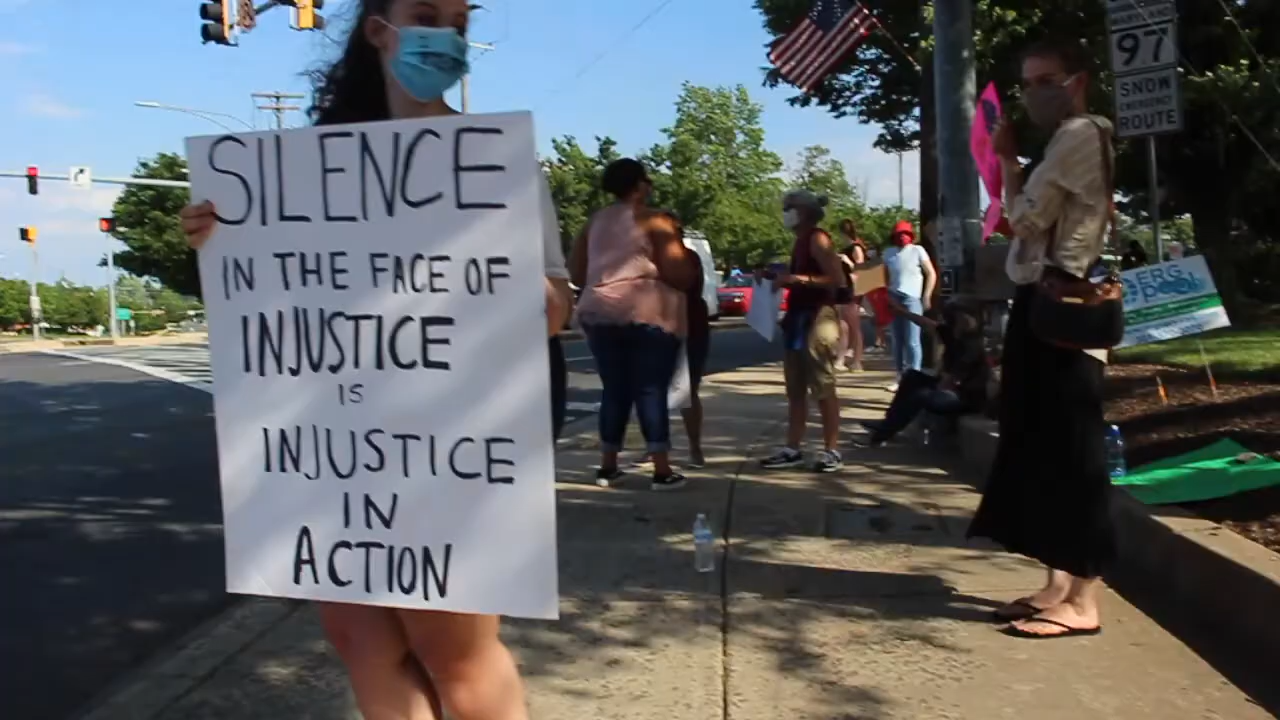 SILENCE
IN THE FACE OF
INJUSTICE
IS
INJUSTICE
IN
ACTION
97
SNOW
EMERGENCY
ROUTE